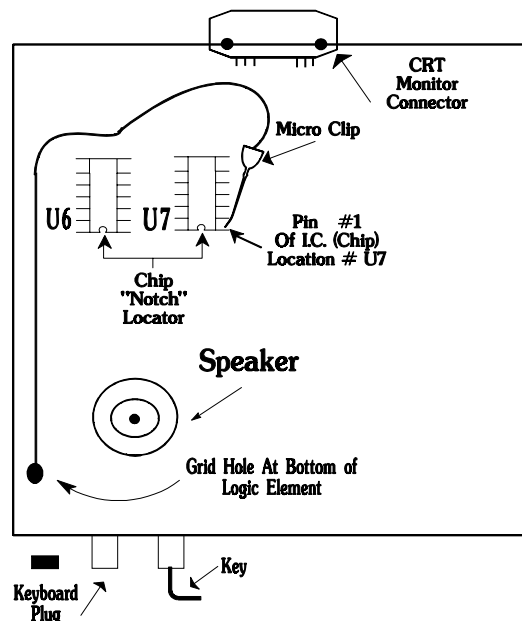 CRT
Monitor
Connector
Micro Clip
U6
U7
Pin #1
Of I.C. (Chip)
Location # U7
Chip
"Notch"
Locator
Speaker
Grid Hole At Bottom of
Logic Element
Key
Keyboard
Plug